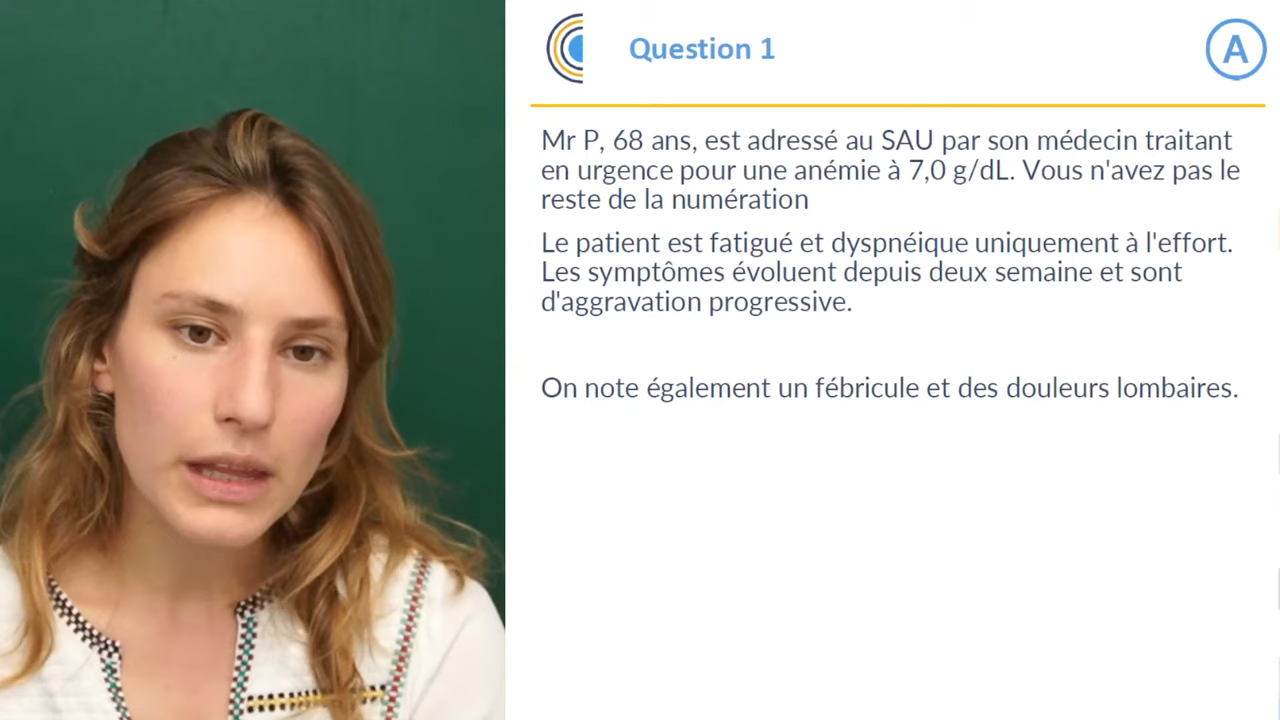 Question 1
A
Mr P, 68 ans, est adressé au SAU par son médecin traitant
en urgence pour une anémie à 7,0 g/dL. Vous n'avez pas le
reste de la numération
Le patient est fatigué et dyspnéique uniquement à l'effort.
Les symptômes évoluent depuis deux semaine et sont
d'aggravation progressive.
On note également un fébricule et des douleurs lombaires.